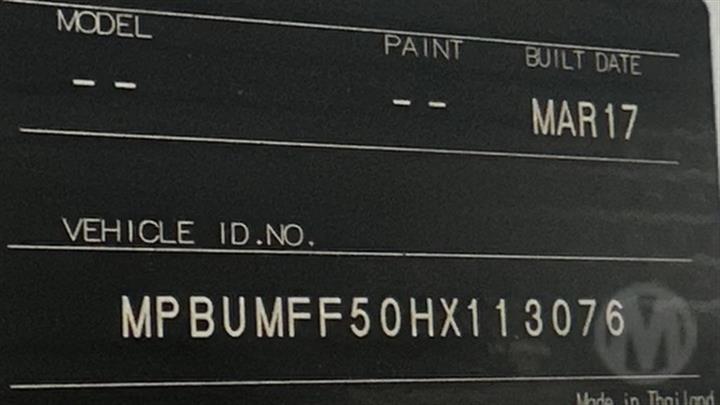 MODEL PAINT BUILT DATE
-- -- MAR17
VEHICLE ID.NO.
MPBUMFF50HX113076
M
Made in Thailand